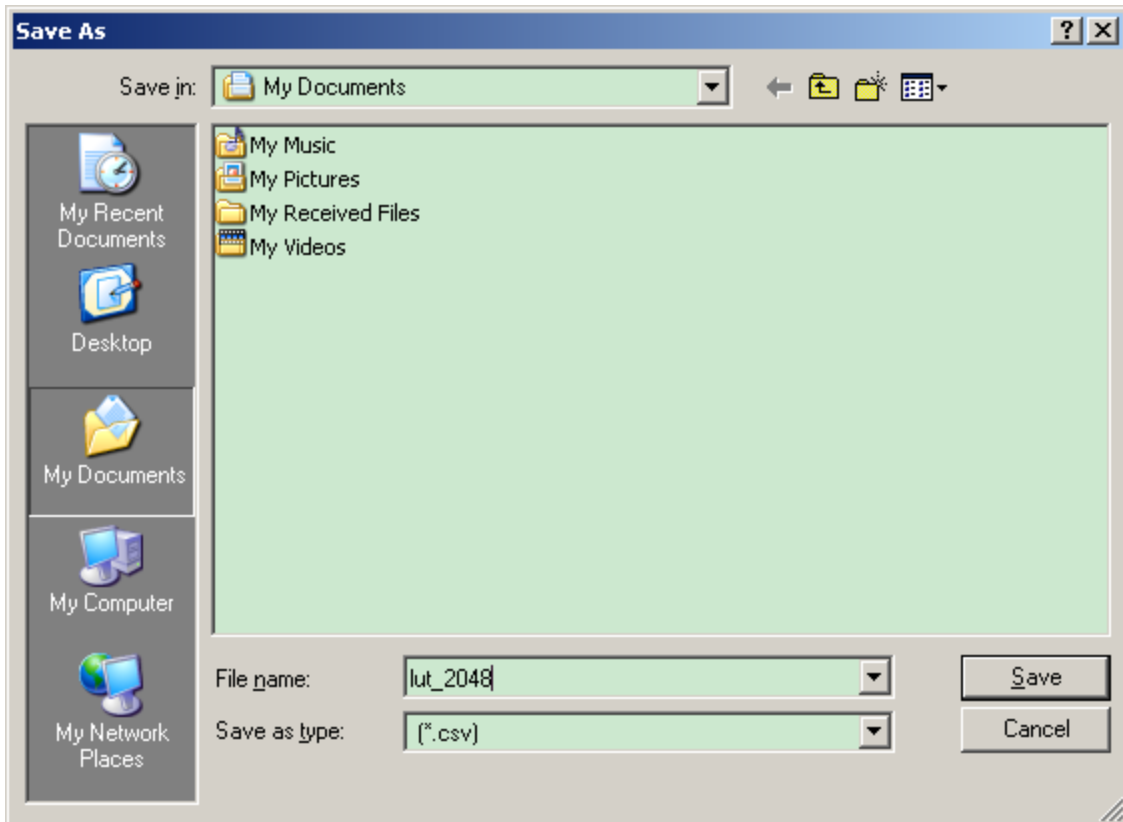 Save As
Save in:
My Documents
My Recent
Documents
Desktop
My Documents
My Computer
My Network
Places
My Music
My Pictures
My Received Files
My Videos
File name:
lut_2048
Save
Save as type:
(*.csv)
Cancel